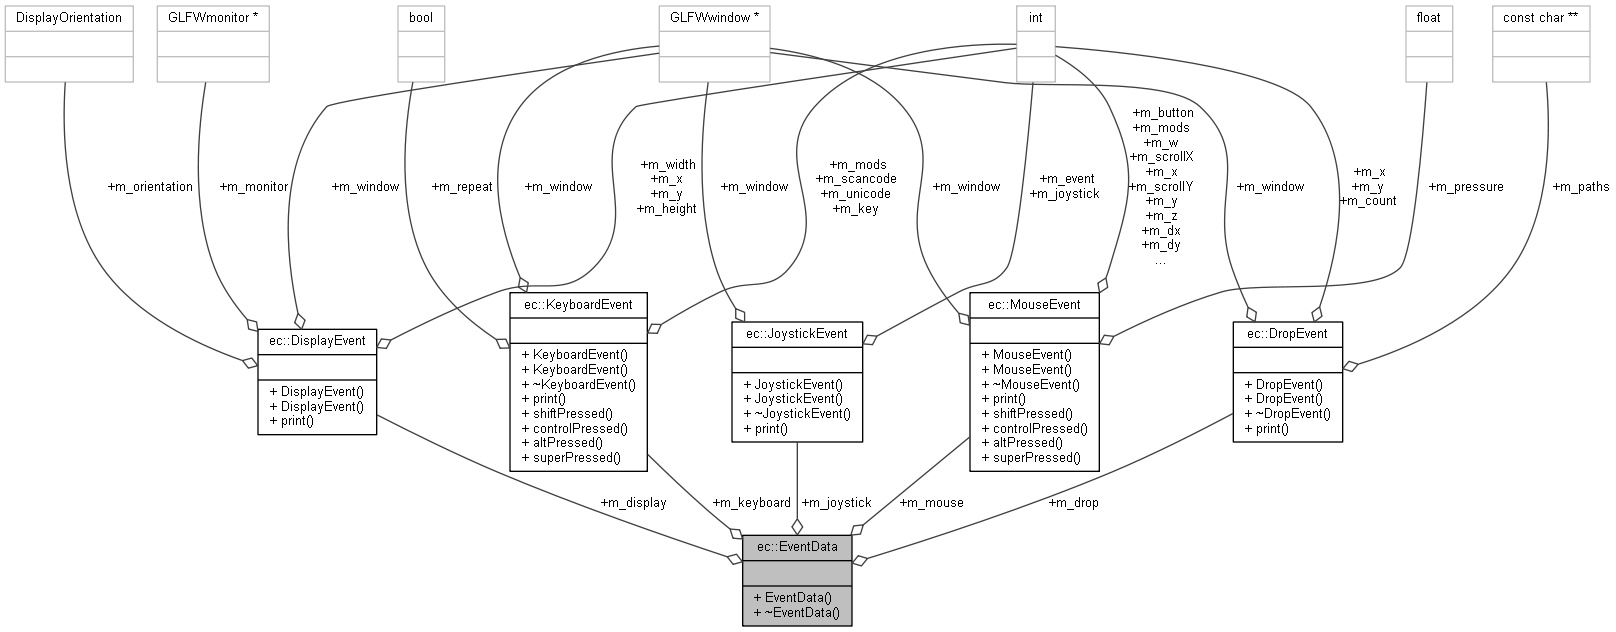 DisplayOrientation
GLFWmonitor *
bool
GLFWwindow *
int
float
const char **
+m_orientation
+m_monitor
+m_window
+m_repeat
+m_window
+m_width
+m_x
+m_y
+m_height
+m_window
+m_mods
+m_scancode
+m_unicode
+m_key
+m_window
+m_event
+m_joystick
+m_button
+m_mods
+m_w
+m_scrollX
+m_x
+m_scrollY
+m_y
+m_z
+m_dx
+m_dy
...
+m_window
+m_x
+m_y
+m_count
+m_pressure
+m_paths
ec::DisplayEvent
+ DisplayEvent()
+ DisplayEvent()
+ print()
ec::KeyboardEvent
+ KeyboardEvent()
+ KeyboardEvent()
+ ~KeyboardEvent()
+ print()
+ shiftPressed()
+ controlPressed()
+ altPressed()
+ superPressed()
ec::JoystickEvent
+ JoystickEvent()
+ JoystickEvent()
+ ~JoystickEvent()
+ print()
ec::MouseEvent
+ MouseEvent()
+ MouseEvent()
+ ~MouseEvent()
+ print()
+ shiftPressed()
+ controlPressed()
+ altPressed()
+ superPressed()
ec::DropEvent
+ DropEvent()
+ DropEvent()
+ ~DropEvent()
+ print()
+m_display
+m_keyboard
+m_joystick
+m_mouse
+m_drop
ec::EventData
+ EventData()
+ ~EventData()